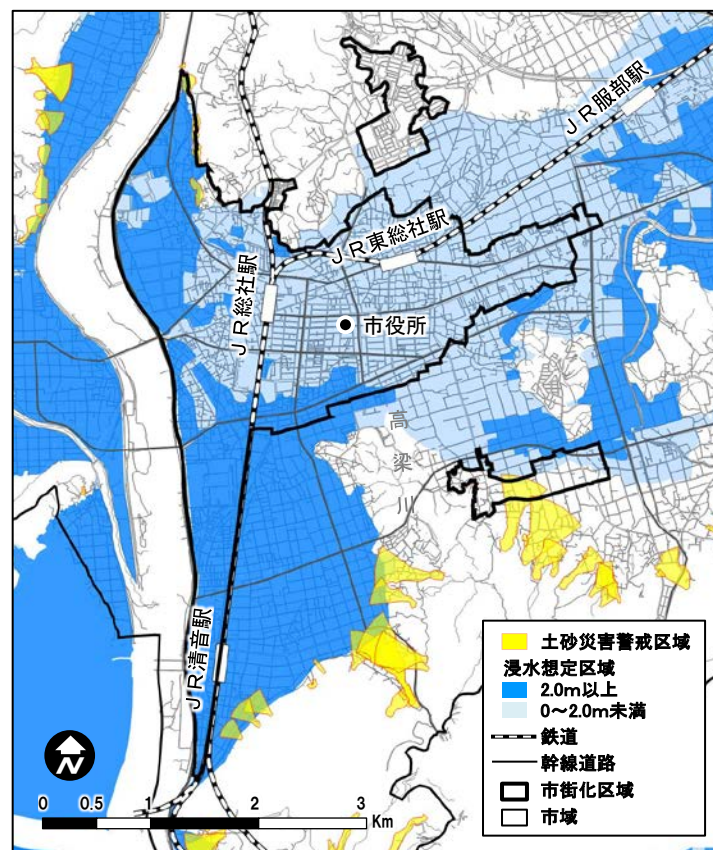 JR服部駅
JR東総社駅
JR総社駅
市役所
高梁川
JR清音駅
土砂災害警戒区域
浸水想定区域
2.0m以上
0～2.0m未満
鉄道
幹線道路
市街化区域
市域
N
0 0.5 1 2 3
Km